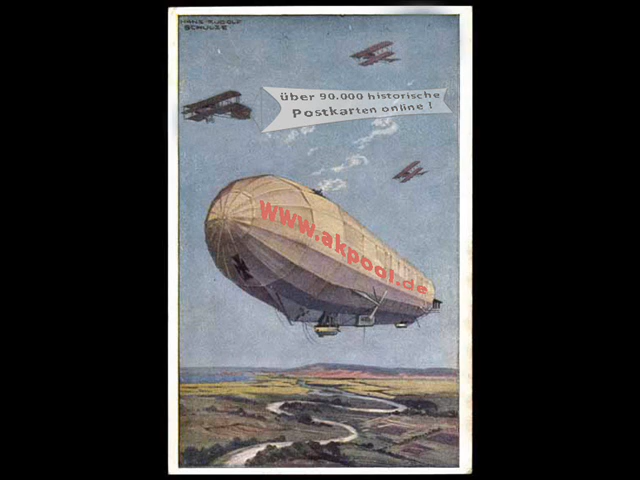 HANS RUDOLF
SCHULZE
über 90.000 historische
Postkarten online !
www.akpool.de